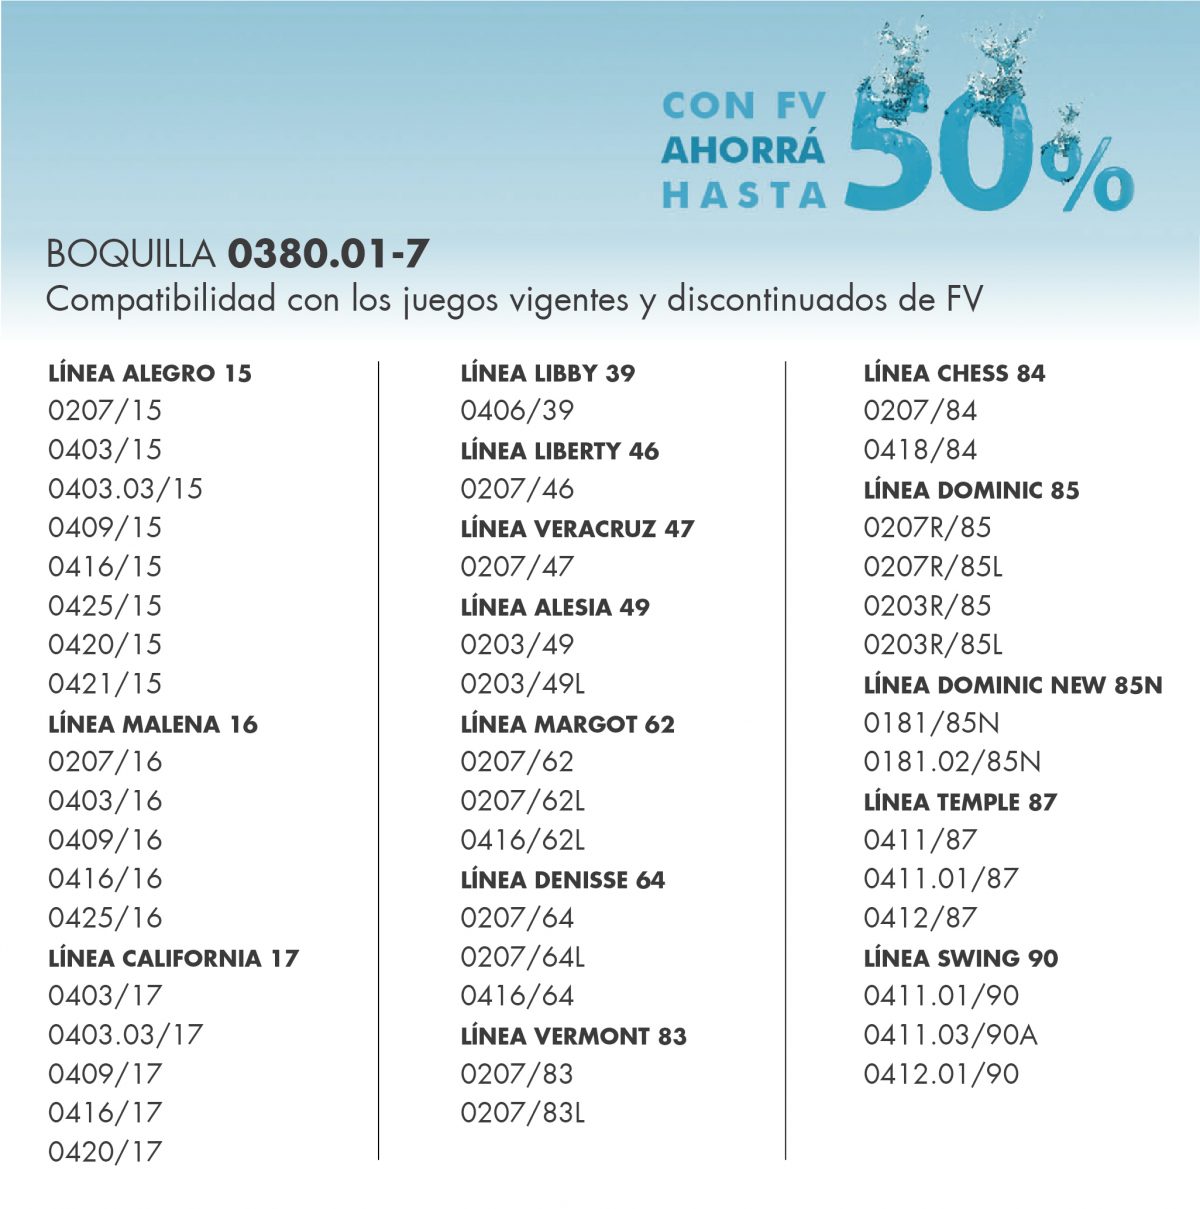 CON FV
AHORRÁ
HASTA
50%
BOQUILLA 0380.01-7
Compatibilidad con los juegos vigentes y discontinuados de FV
LÍNEA ALEGRO 15
0207/15
0403/15
0403.03/15
0409/15
0416/15
0425/15
0420/15
0421/15
LÍNEA MALENA 16
0207/16
0403/16
0409/16
0416/16
0425/16
LÍNEA CALIFORNIA 17
0403/17
0403.03/17
0409/17
0416/17
0420/17
LÍNEA LIBBY 39
0406/39
LÍNEA LIBERTY 46
0207/46
LÍNEA VERACRUZ 47
0207/47
LÍNEA ALESIA 49
0203/49
0203/49L
LÍNEA MARGOT 62
0207/62
0207/62L
0416/62L
LÍNEA DENISSE 64
0207/64
0207/64L
0416/64
LÍNEA VERMONT 83
0207/83
0207/83L
LÍNEA CHESS 84
0207/84
0418/84
LÍNEA DOMINIC 85
0207R/85
0207R/85L
0203R/85
0203R/85L
LÍNEA DOMINIC NEW 85N
0181/85N
0181.02/85N
LÍNEA TEMPLE 87
0411/87
0411.01/87
0412/87
LÍNEA SWING 90
0411.01/90
0411.03/90A
0412.01/90